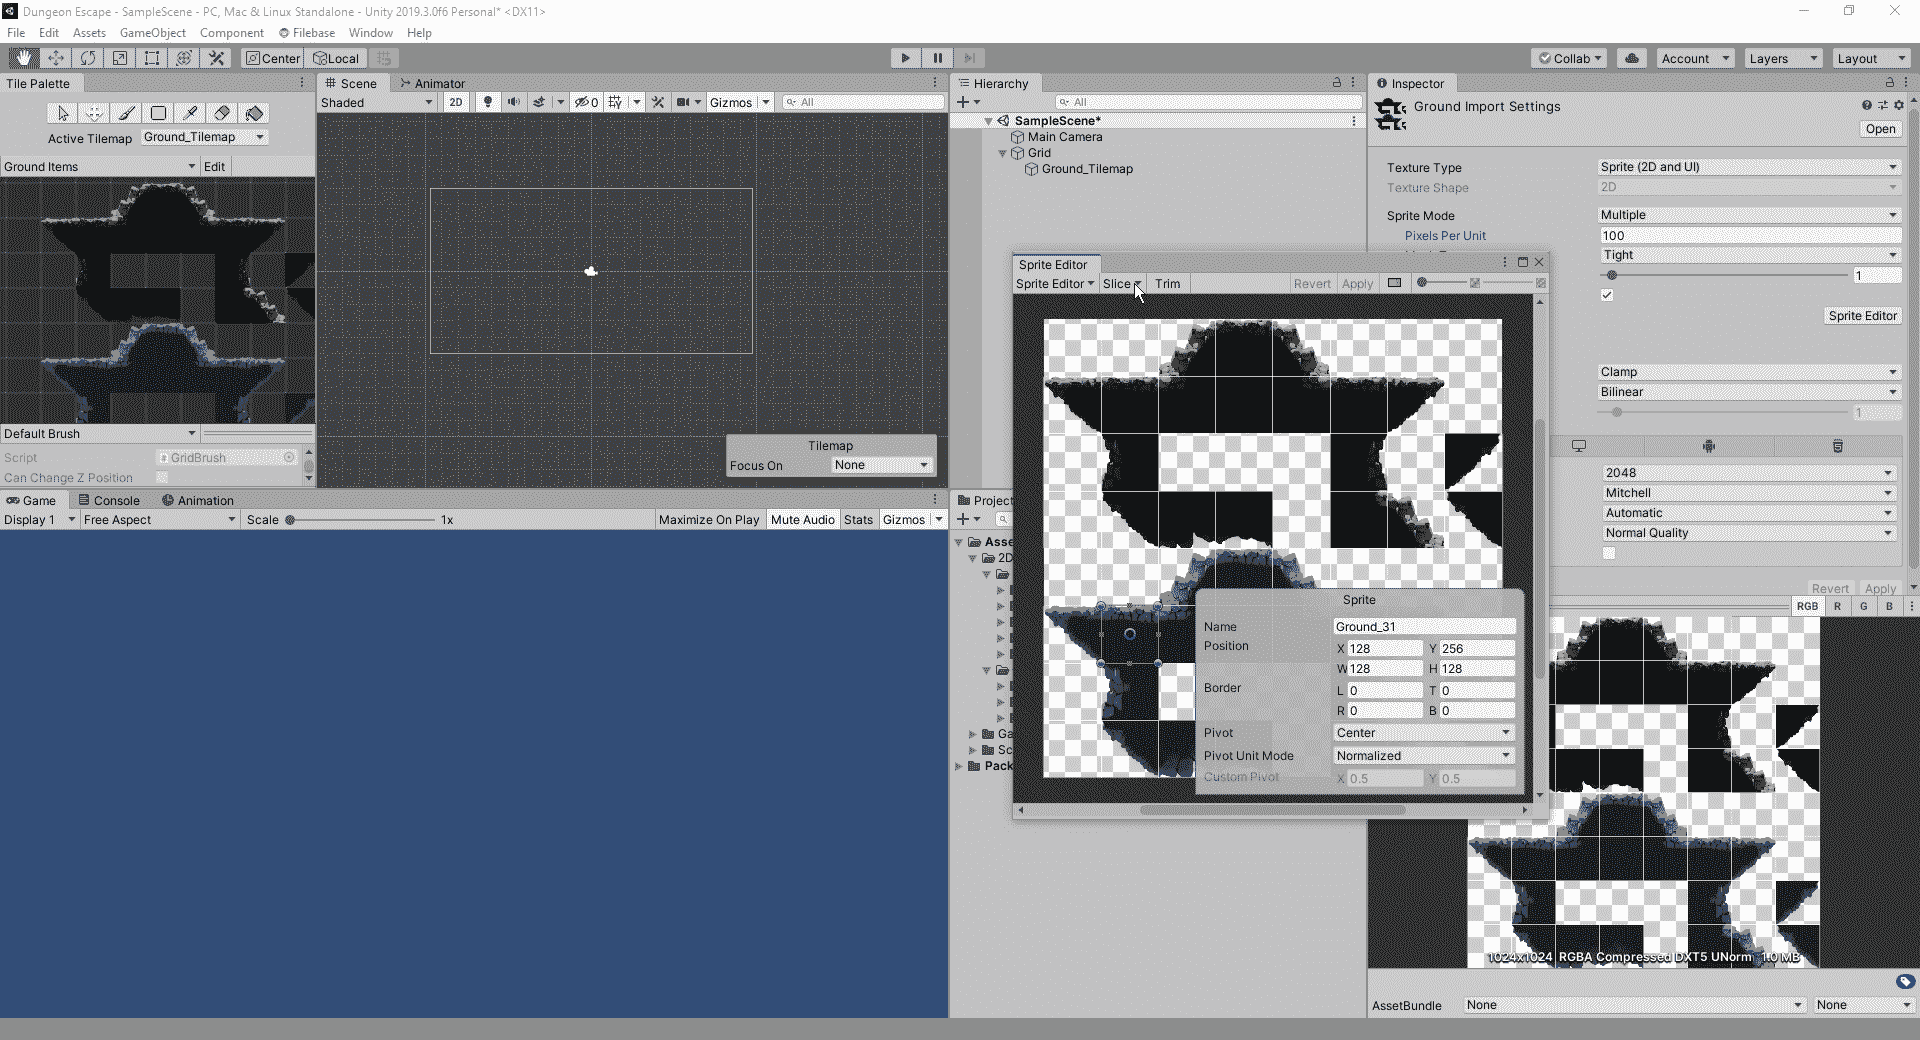 Dungeon Escape - SampleScene - PC, Mac & Linux Standalone - Unity 2019.3.0f6 Personal* <DX11>
File Edit Assets GameObject Component Filebase Window Help
Center Local Collab Account Layers Layout
Tile Palette
Active Tilemap Ground_Tilemap
Ground Items Edit
Default Brush
Script GridBrush
Can Change Z Position
Scene Animator
Shaded 2D 0 Gizmos All
Tilemap
Focus On None
Game Console Animation
Display 1 Free Aspect Scale 1x Maximize On Play Mute Audio Stats Gizmos
Hierarchy
All
SampleScene*
Main Camera
Grid
Ground_Tilemap
Project
Asse
2D
Ga
Sc
Pack
Sprite Editor
Sprite Editor Slice Trim Revert Apply
Sprite
Name Ground_31
Position X 128 Y 256
W 128 H 128
Border L 0 T 0
R 0 B 0
Pivot Center
Pivot Unit Mode Normalized
Custom Pivot X 0.5 Y 0.5
Inspector
Ground Import Settings
Open
Texture Type Sprite (2D and UI)
Texture Shape 2D
Sprite Mode Multiple
Pixels Per Unit 100
Tight
1
Sprite Editor
Clamp
Bilinear
1
2048
Mitchell
Automatic
Normal Quality
Revert Apply
RGB R G B
1024x1024 RGBA Compressed DXT5 UNorm 1.0 MB
AssetBundle None None